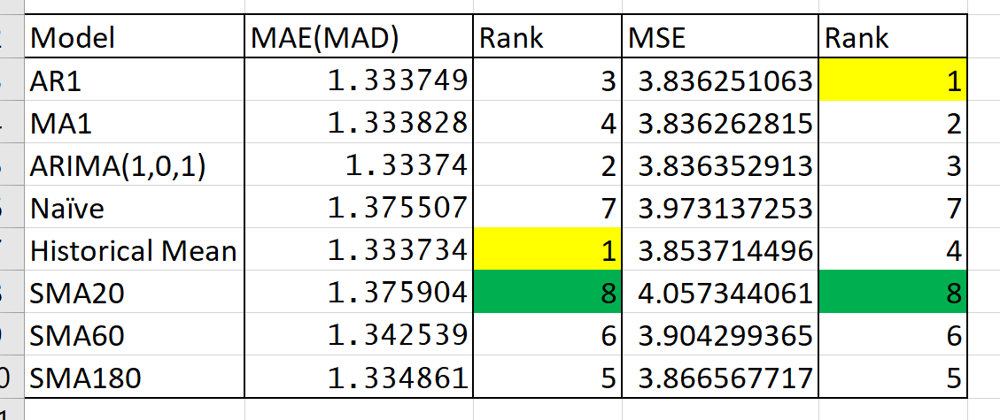 Model MAE(MAD) Rank MSE Rank
AR1 1.333749 3 3.836251063 1
MA1 1.333828 4 3.836262815 2
ARIMA(1,0,1) 1.33374 2 3.836352913 3
Naïve 1.375507 7 3.973137253 7
Historical Mean 1.333734 1 3.853714496 4
SMA20 1.375904 8 4.057344061 8
SMA60 1.342539 6 3.904299365 6
SMA180 1.334861 5 3.866567717 5